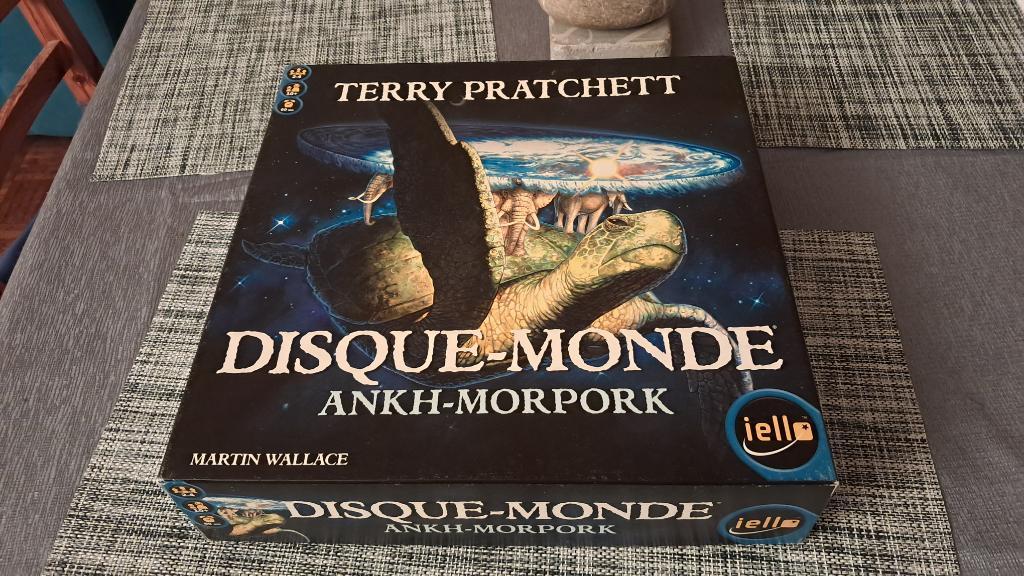 TERRY PRATCHETT
DISQUE-MONDE
ANKH-MORPORK
iello
MARTIN WALLACE
DISQUE-MONDE
ANKH-MORPORK
iello